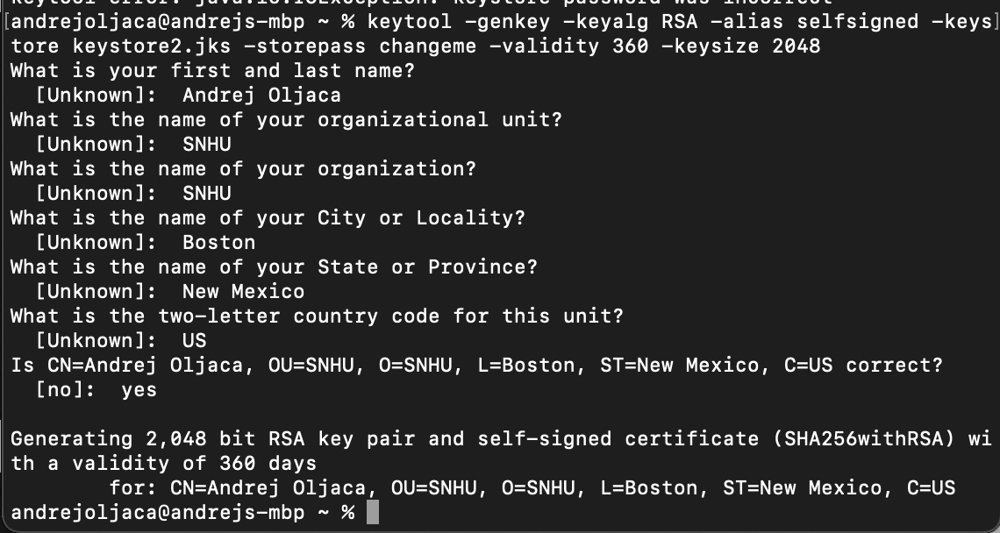 Keytool error: java.io.IOException: keystore password was incorrect
[andrejoljaca@andrejs-mbp ~ % keytool -genkey -keyalg RSA -alias selfsigned -keys]
tore keystore2.jks -storepass changeme -validity 360 -keysize 2048
What is your first and last name?
  [Unknown]:  Andrej Oljaca
What is the name of your organizational unit?
  [Unknown]:  SNHU
What is the name of your organization?
  [Unknown]:  SNHU
What is the name of your City or Locality?
  [Unknown]:  Boston
What is the name of your State or Province?
  [Unknown]:  New Mexico
What is the two-letter country code for this unit?
  [Unknown]:  US
Is CN=Andrej Oljaca, OU=SNHU, O=SNHU, L=Boston, ST=New Mexico, C=US correct?
  [no]:  yes
Generating 2,048 bit RSA key pair and self-signed certificate (SHA256withRSA) wi
th a validity of 360 days
        for: CN=Andrej Oljaca, OU=SNHU, O=SNHU, L=Boston, ST=New Mexico, C=US
andrejoljaca@andrejs-mbp ~ %